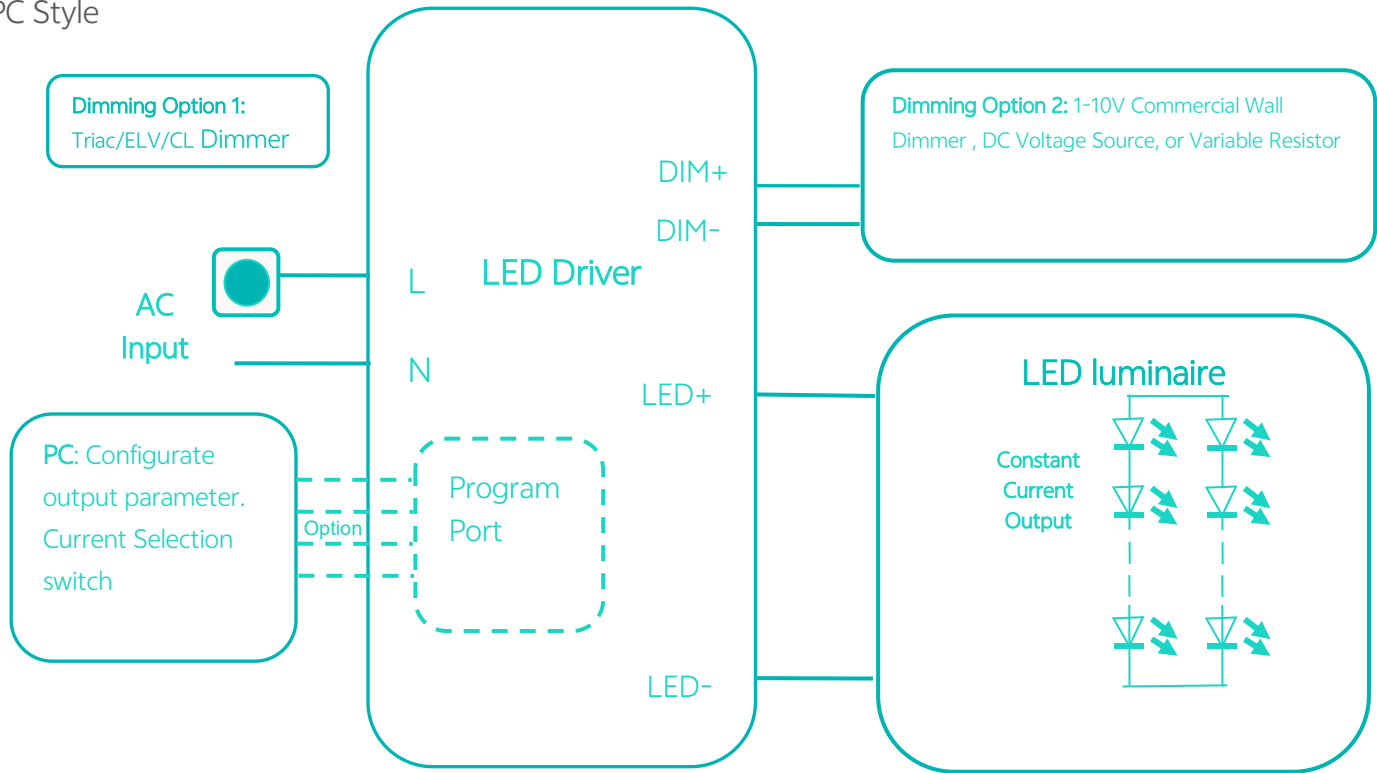 PC Style
Dimming Option 1:
Triac/ELV/CL Dimmer
Dimming Option 2: 1-10V Commercial Wall
Dimmer , DC Voltage Source, or Variable Resistor
DIM+
DIM-
LED Driver
L
AC
Input
N
LED+
LED luminaire
PC: Configurate
output parameter.
Current Selection
switch
Option
Program
Port
Constant
Current
Output
LED-